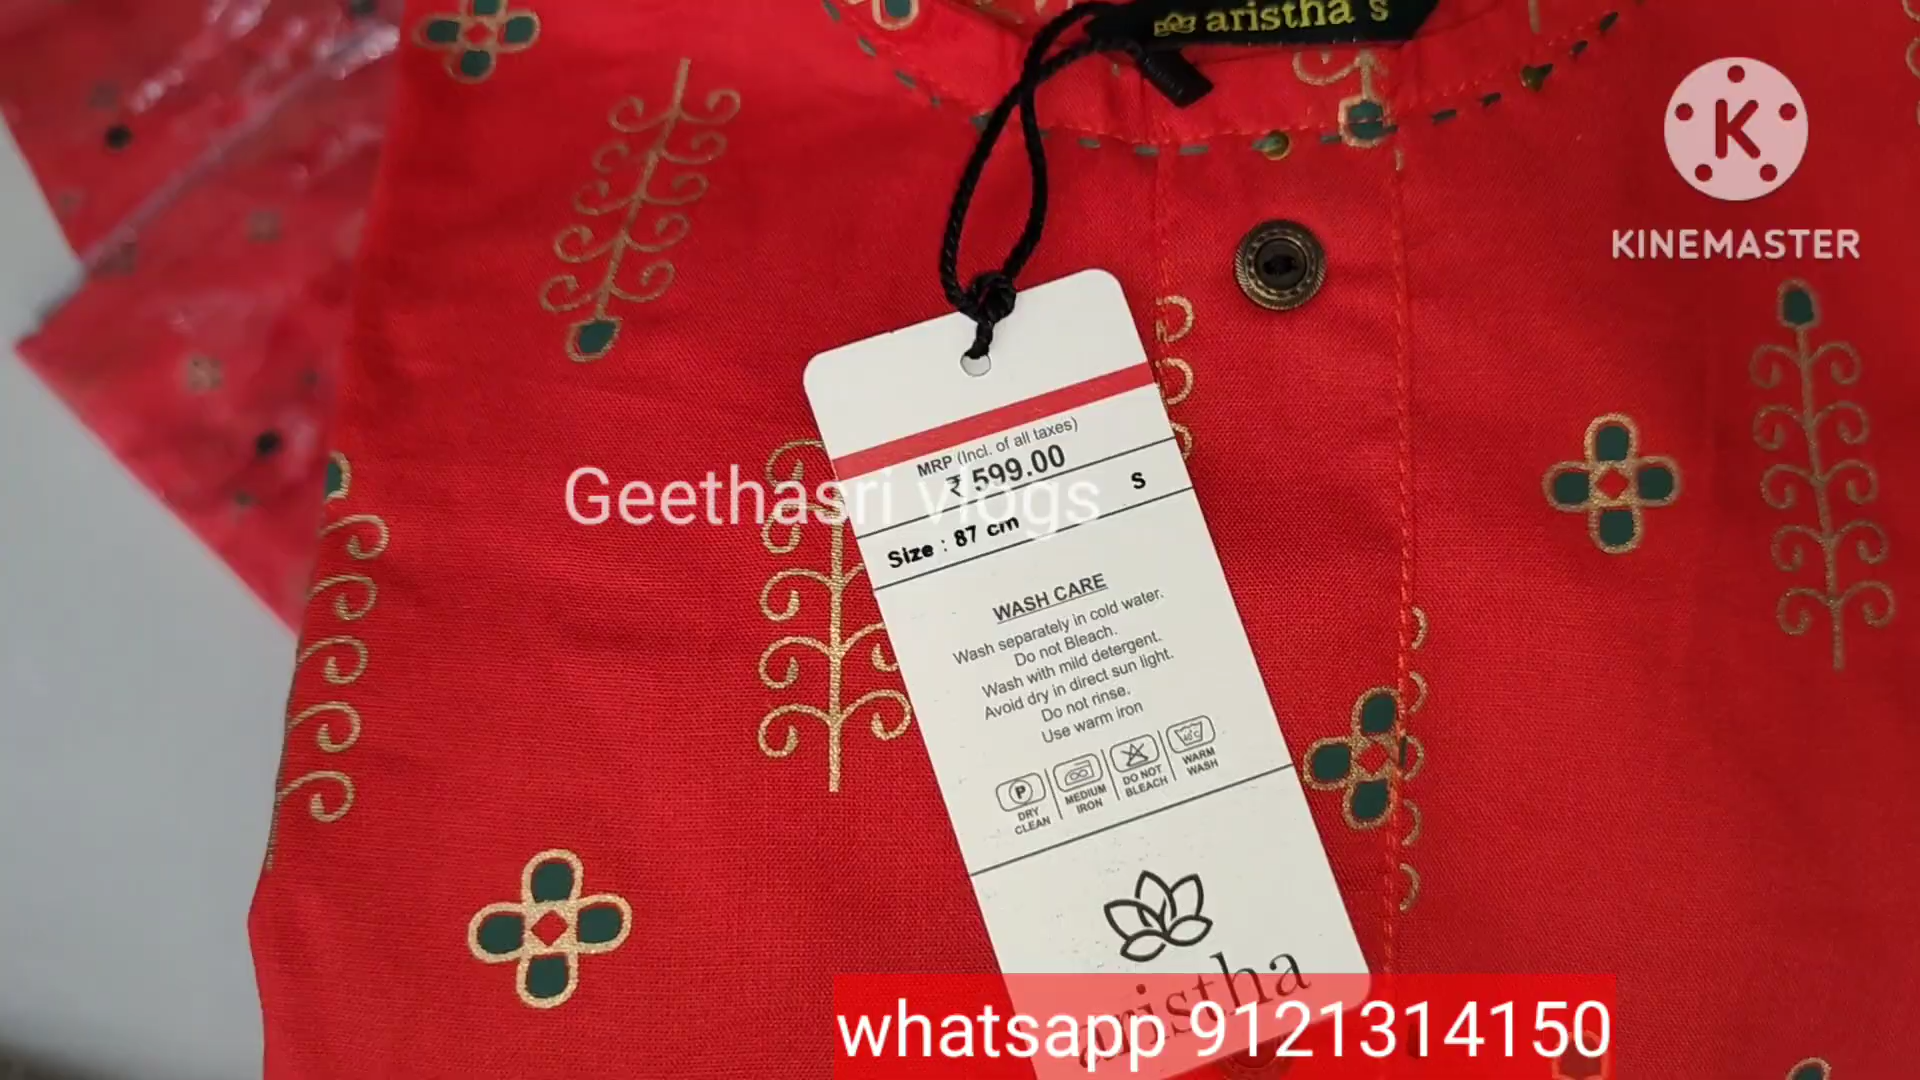 aristha s
K
KINEMASTER
MRP (Incl. of all taxes)
₹ 599.00
Geethasri vlogs
Size : 87 cm S
WASH CARE
Wash separately in cold water.
Do not Bleach.
Wash with mild detergent.
Avoid dry in direct sun light.
Do not rinse.
Use warm iron
P
40°C
DRY CLEAN
MEDIUM IRON
DO NOT BLEACH
WARM WASH
aristha
whatsapp 9121314150